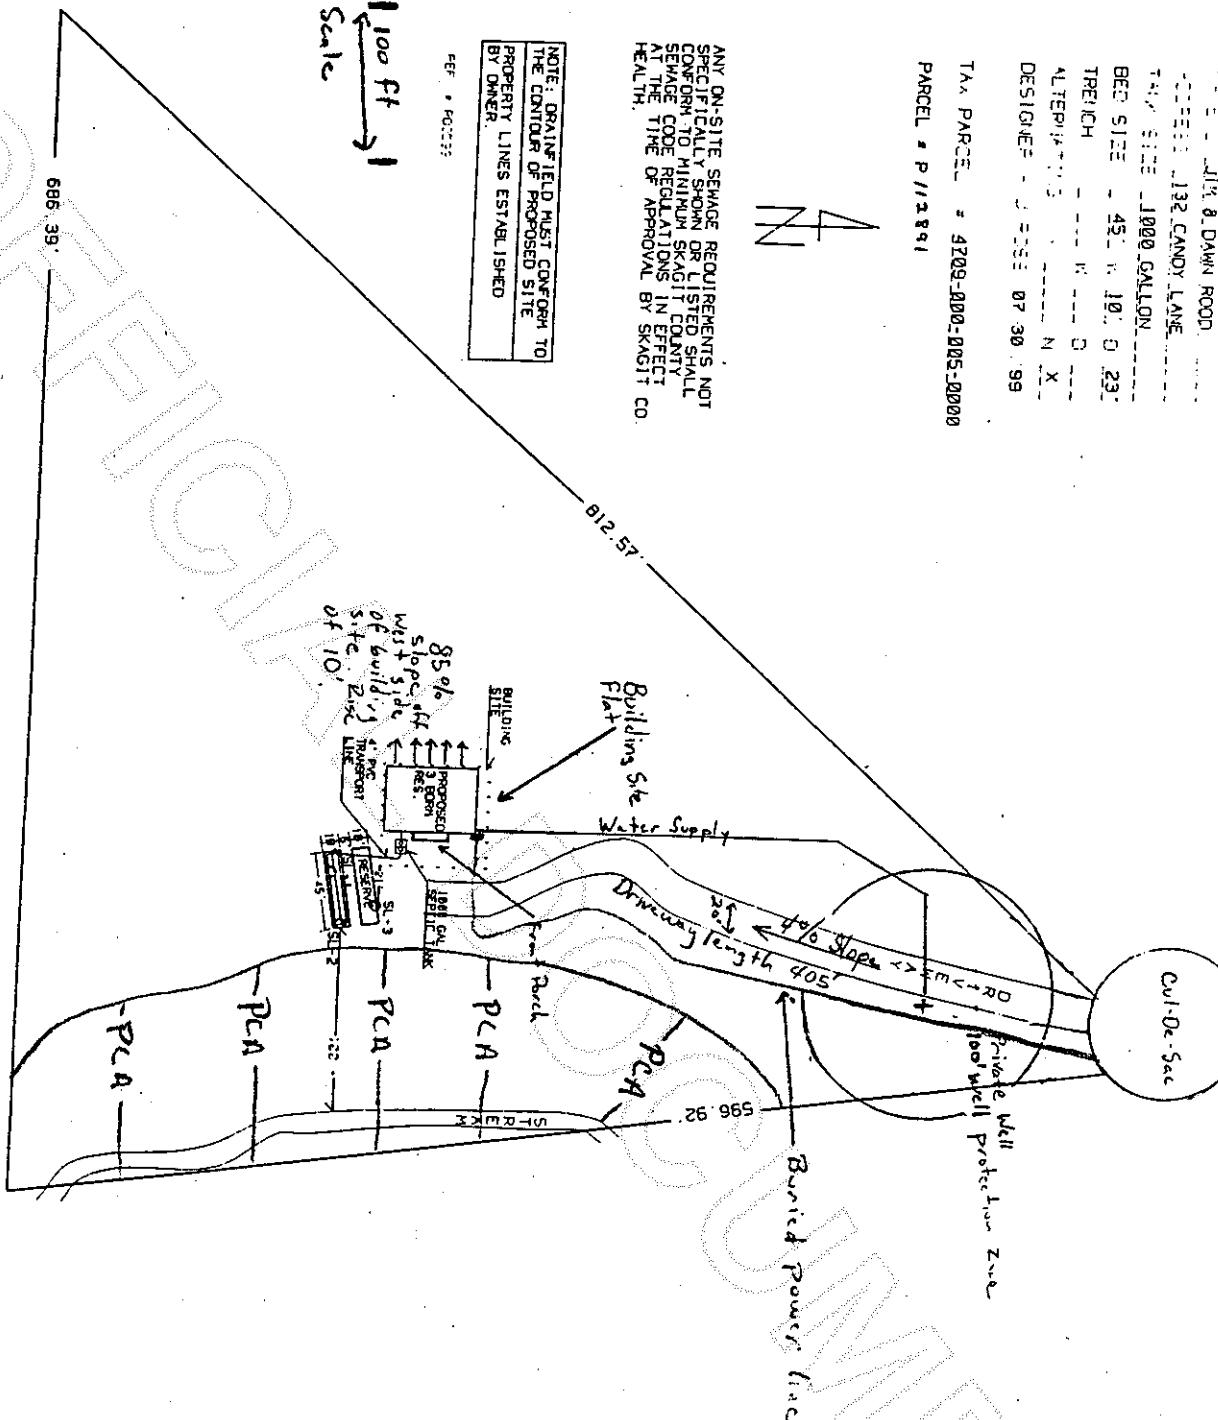 JIM & DAWN ROOD
132 CANDY LANE
1000 GALLON
BED SIZE - 45' W 10' D 23"
TRENCH - --- W --- D ---
N X
DESIGNER - 07 30 99
TAX PARCEL # 4709-000-005-0000
PARCEL # P112891
N
ANY ON-SITE SEWAGE REQUIREMENTS NOT
SPECIFICALLY SHOWN OR LISTED SHALL
CONFORM TO MINIMUM SKAGIT COUNTY
SEWAGE CODE REGULATIONS IN EFFECT
AT THE TIME OF APPROVAL BY SKAGIT CO.
HEALTH.
NOTE: DRAINFIELD MUST CONFORM TO
THE CONTOUR OF PROPOSED SITE
PROPERTY LINES ESTABLISHED
BY OWNER.
100 ft
Scale
686.39'
812.57'
596.92'
Cul-De-Sac
Private Well
100' well protection zone
DRIVEWAY
4% Slope
20'
Driveway length 405'
Buried Power line
Water Supply
Building Site
Flat
BUILDING
SITE
85%
slope off
West side
of building
site. Rise
of 10'
PROPOSED
3 BDRM
RES.
4" PVC
TRANSPORT
LINE
Front Porch
1000 GAL
SEPTIC TANK
RESERVE
SL-3
SL-2
45'
122'
STREAM
PCA
PCA
PCA
PCA
PCA
UNOFFICIAL DOCUMENT